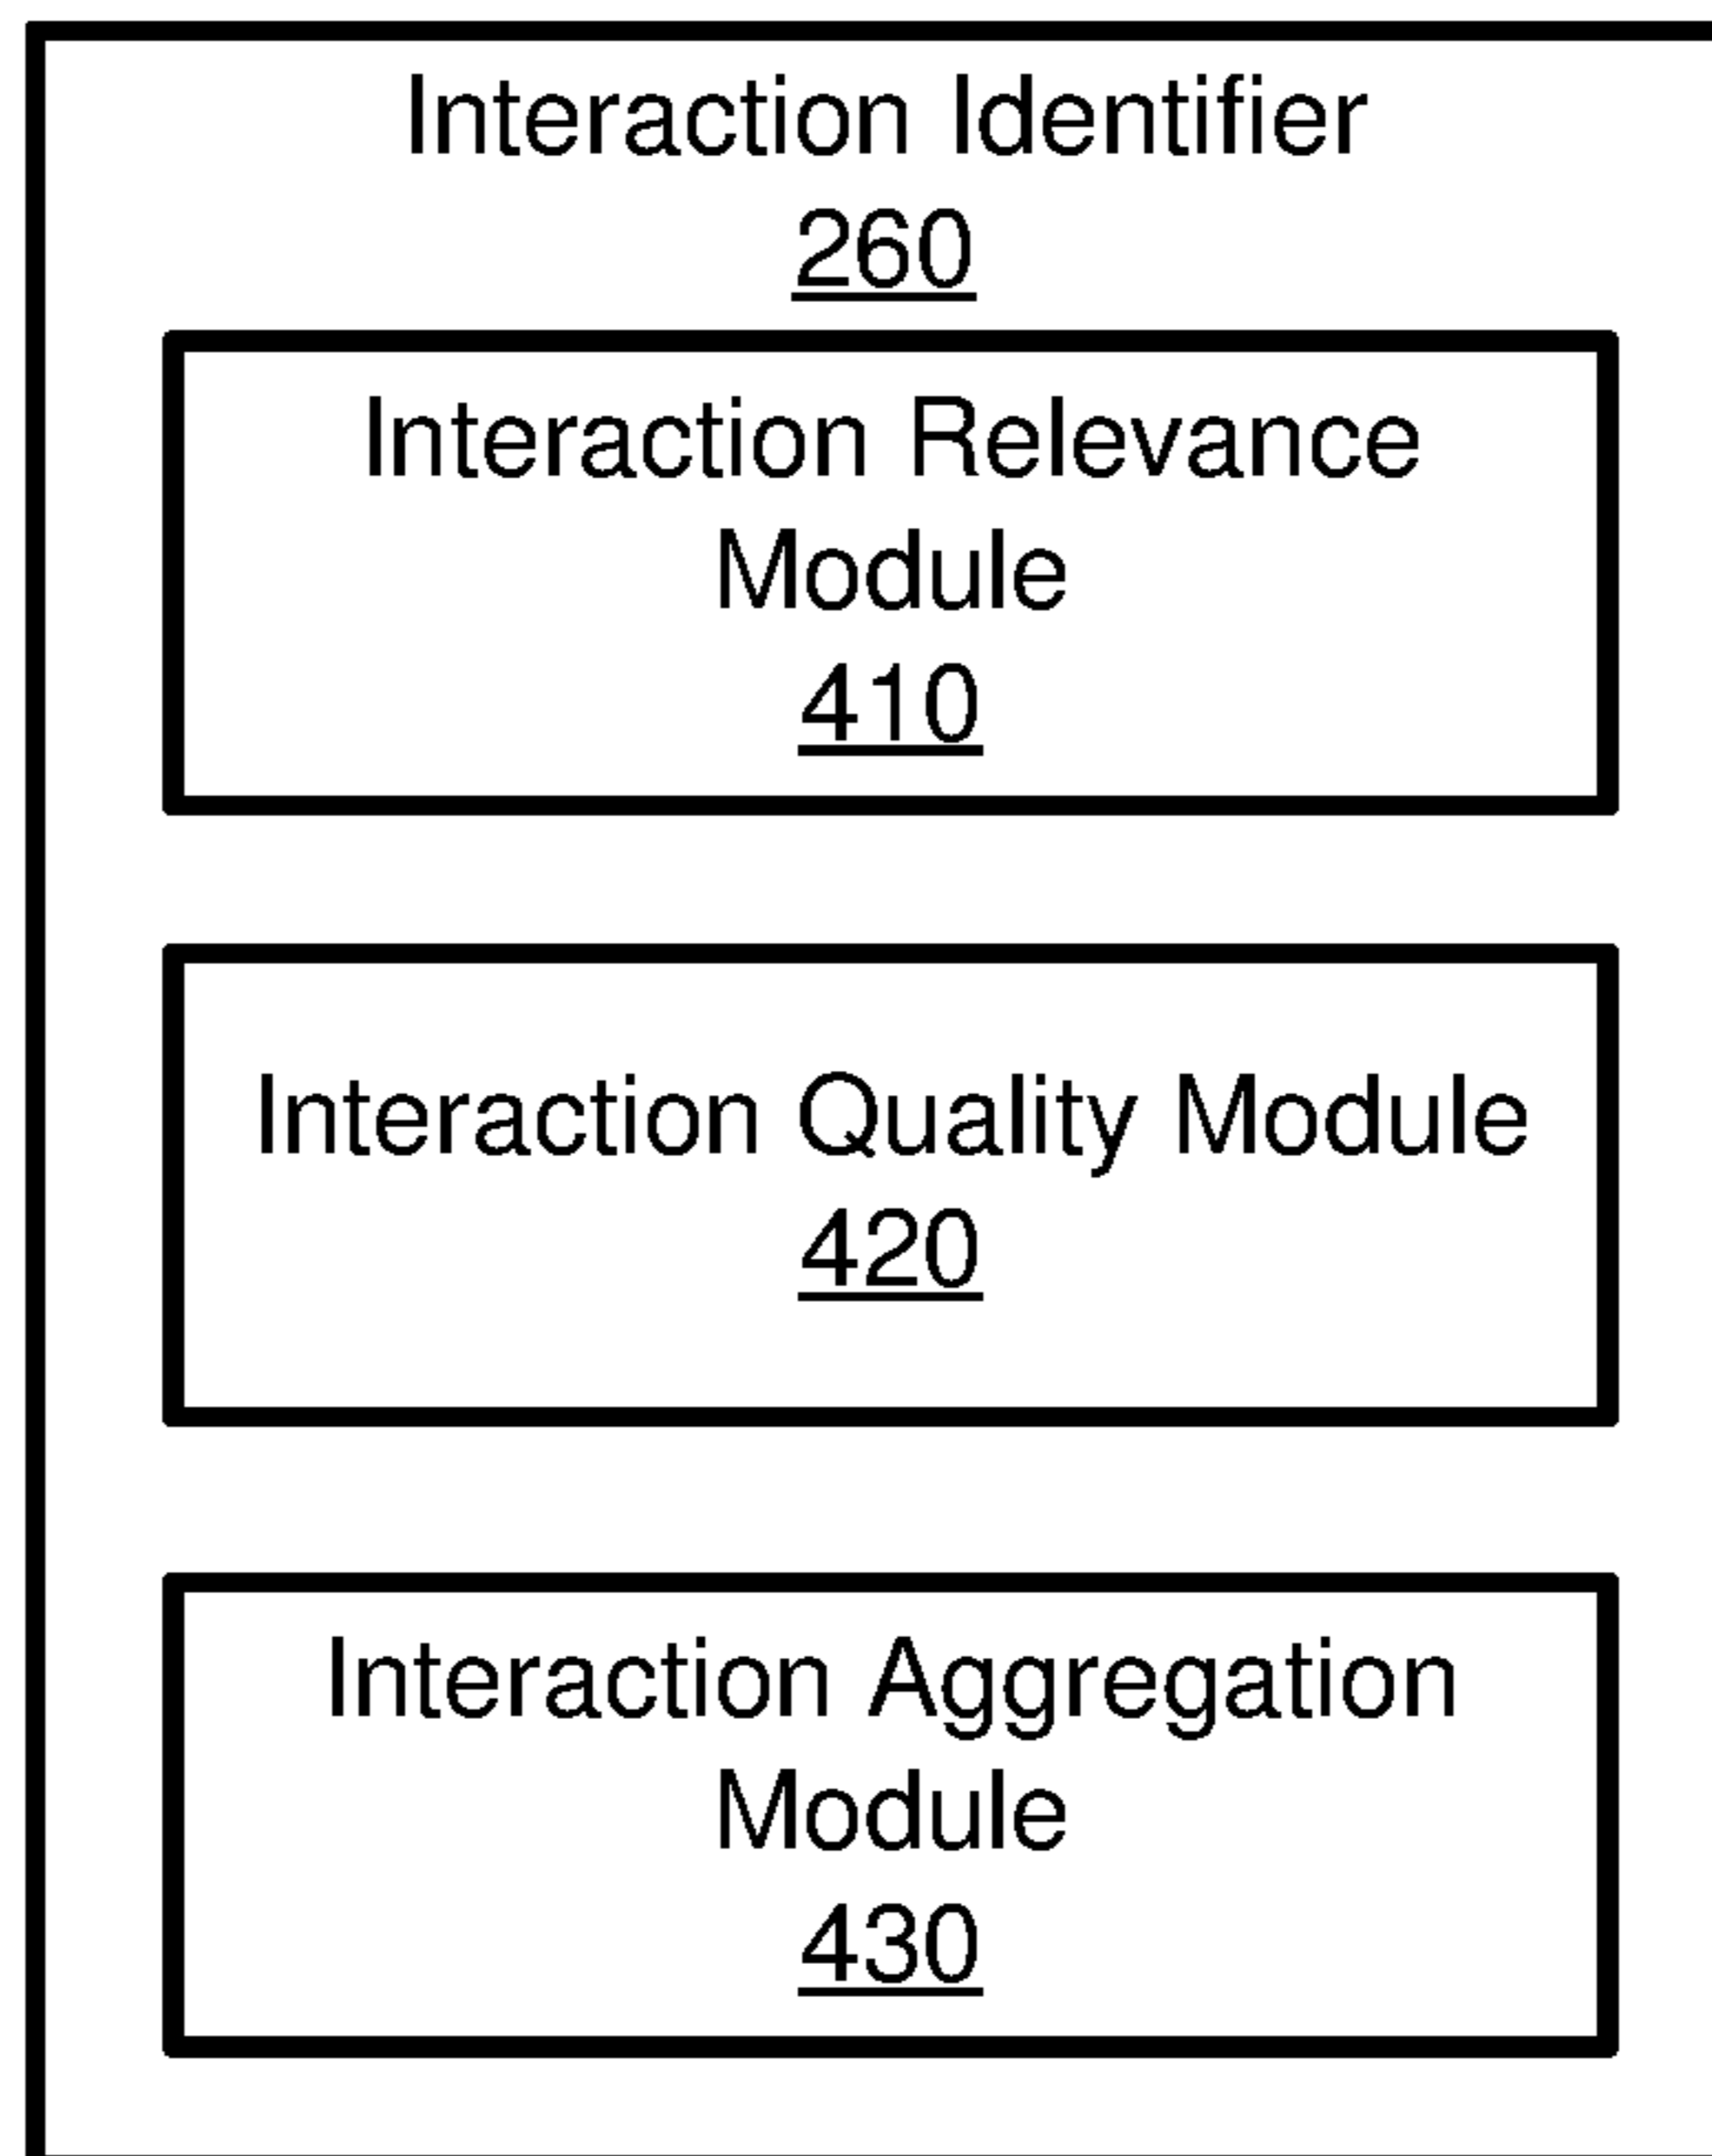 Interaction Identifier
260
Interaction Relevance
Module
410
Interaction Quality Module
420
Interaction Aggregation
Module
430